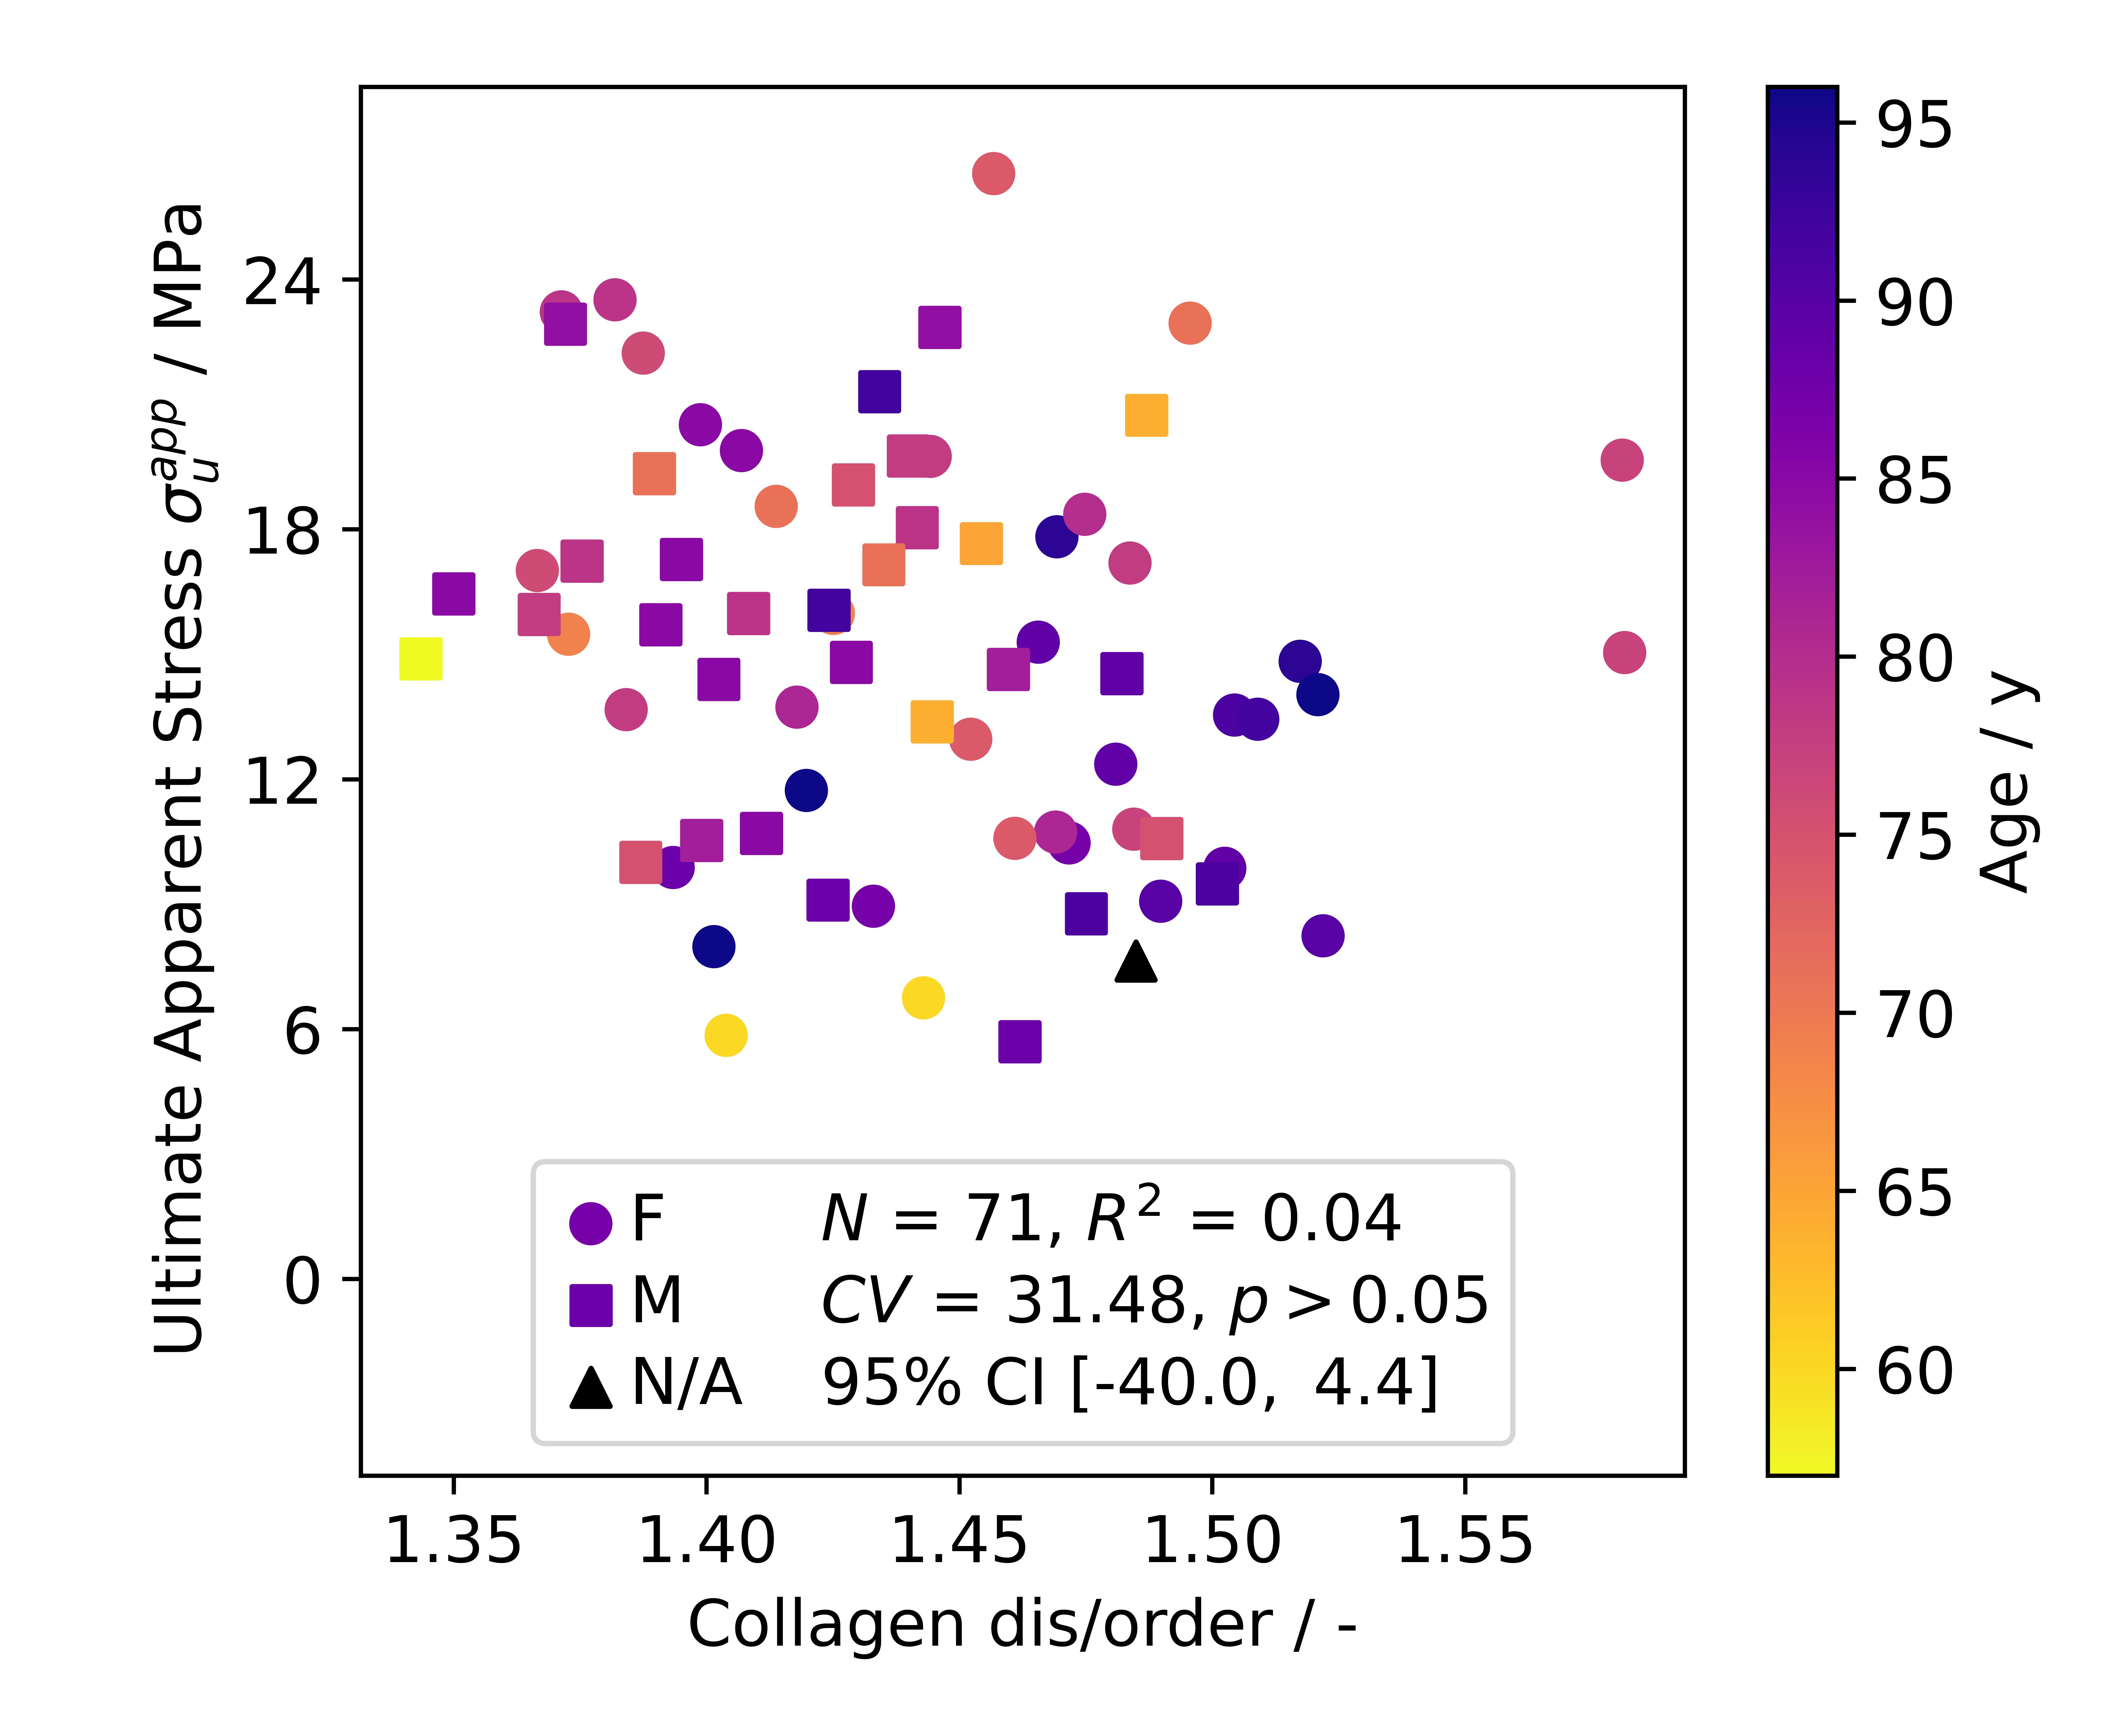 Ultimate Apparent Stress σ_u^app / MPa
24
18
12
6
0
F N = 71, R² = 0.04
M CV = 31.48, p > 0.05
N/A 95% CI [-40.0, 4.4]
1.35 1.40 1.45 1.50 1.55
Collagen dis/order / -
95
90
85
80
75
70
65
60
Age / y